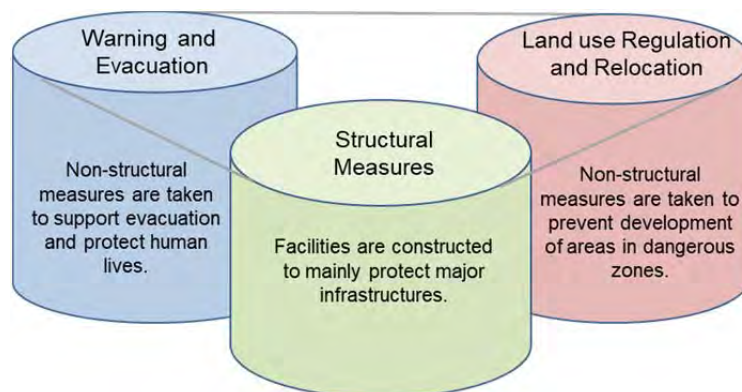 Warning and
Evacuation
Non-structural
measures are taken
to support evacuation
and protect human
lives.
Structural
Measures
Facilities are constructed
to mainly protect major
infrastructures.
Land use Regulation
and Relocation
Non-structural
measures are taken to
prevent development
of areas in dangerous
zones.